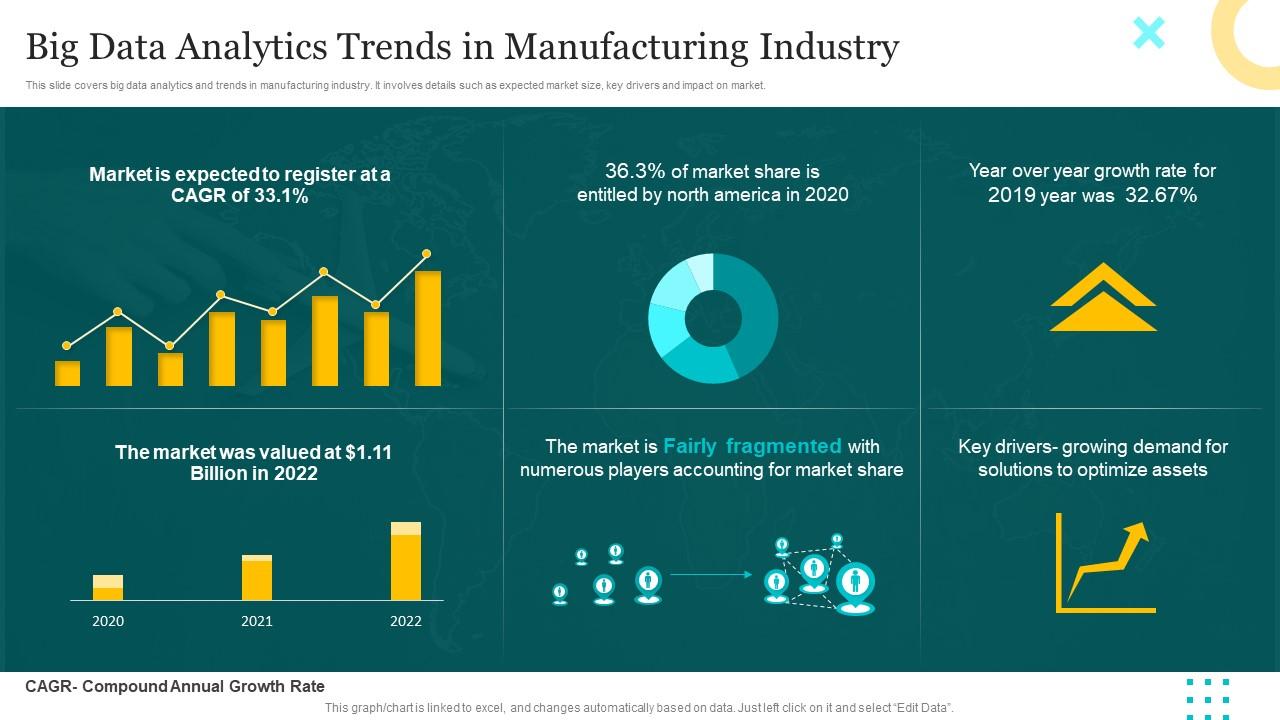 Big Data Analytics Trends in Manufacturing Industry
This slide covers big data analytics and trends in manufacturing industry. It involves details such as expected market size, key drivers and impact on market.
Market is expected to register at a
CAGR of 33.1%
36.3% of market share is
entitled by north america in 2020
Year over year growth rate for
2019 year was 32.67%
The market was valued at $1.11
Billion in 2022
2020
2021
2022
The market is Fairly fragmented with
numerous players accounting for market share
Key drivers- growing demand for
solutions to optimize assets
CAGR- Compound Annual Growth Rate
This graph/chart is linked to excel, and changes automatically based on data. Just left click on it and select “Edit Data”.